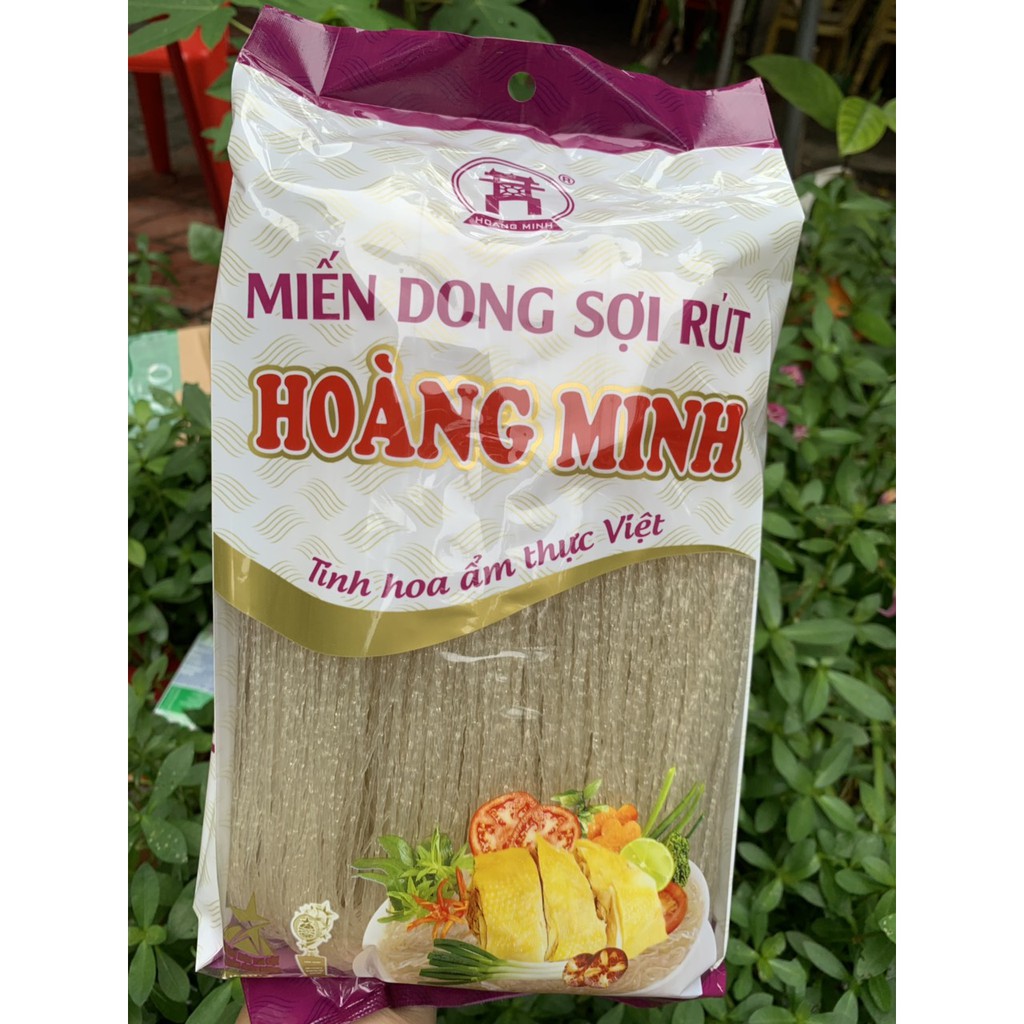 HOÀNG MINH
®
MIẾN DONG SỢI RÚT
HOÀNG MINH
Tinh hoa ẩm thực Việt